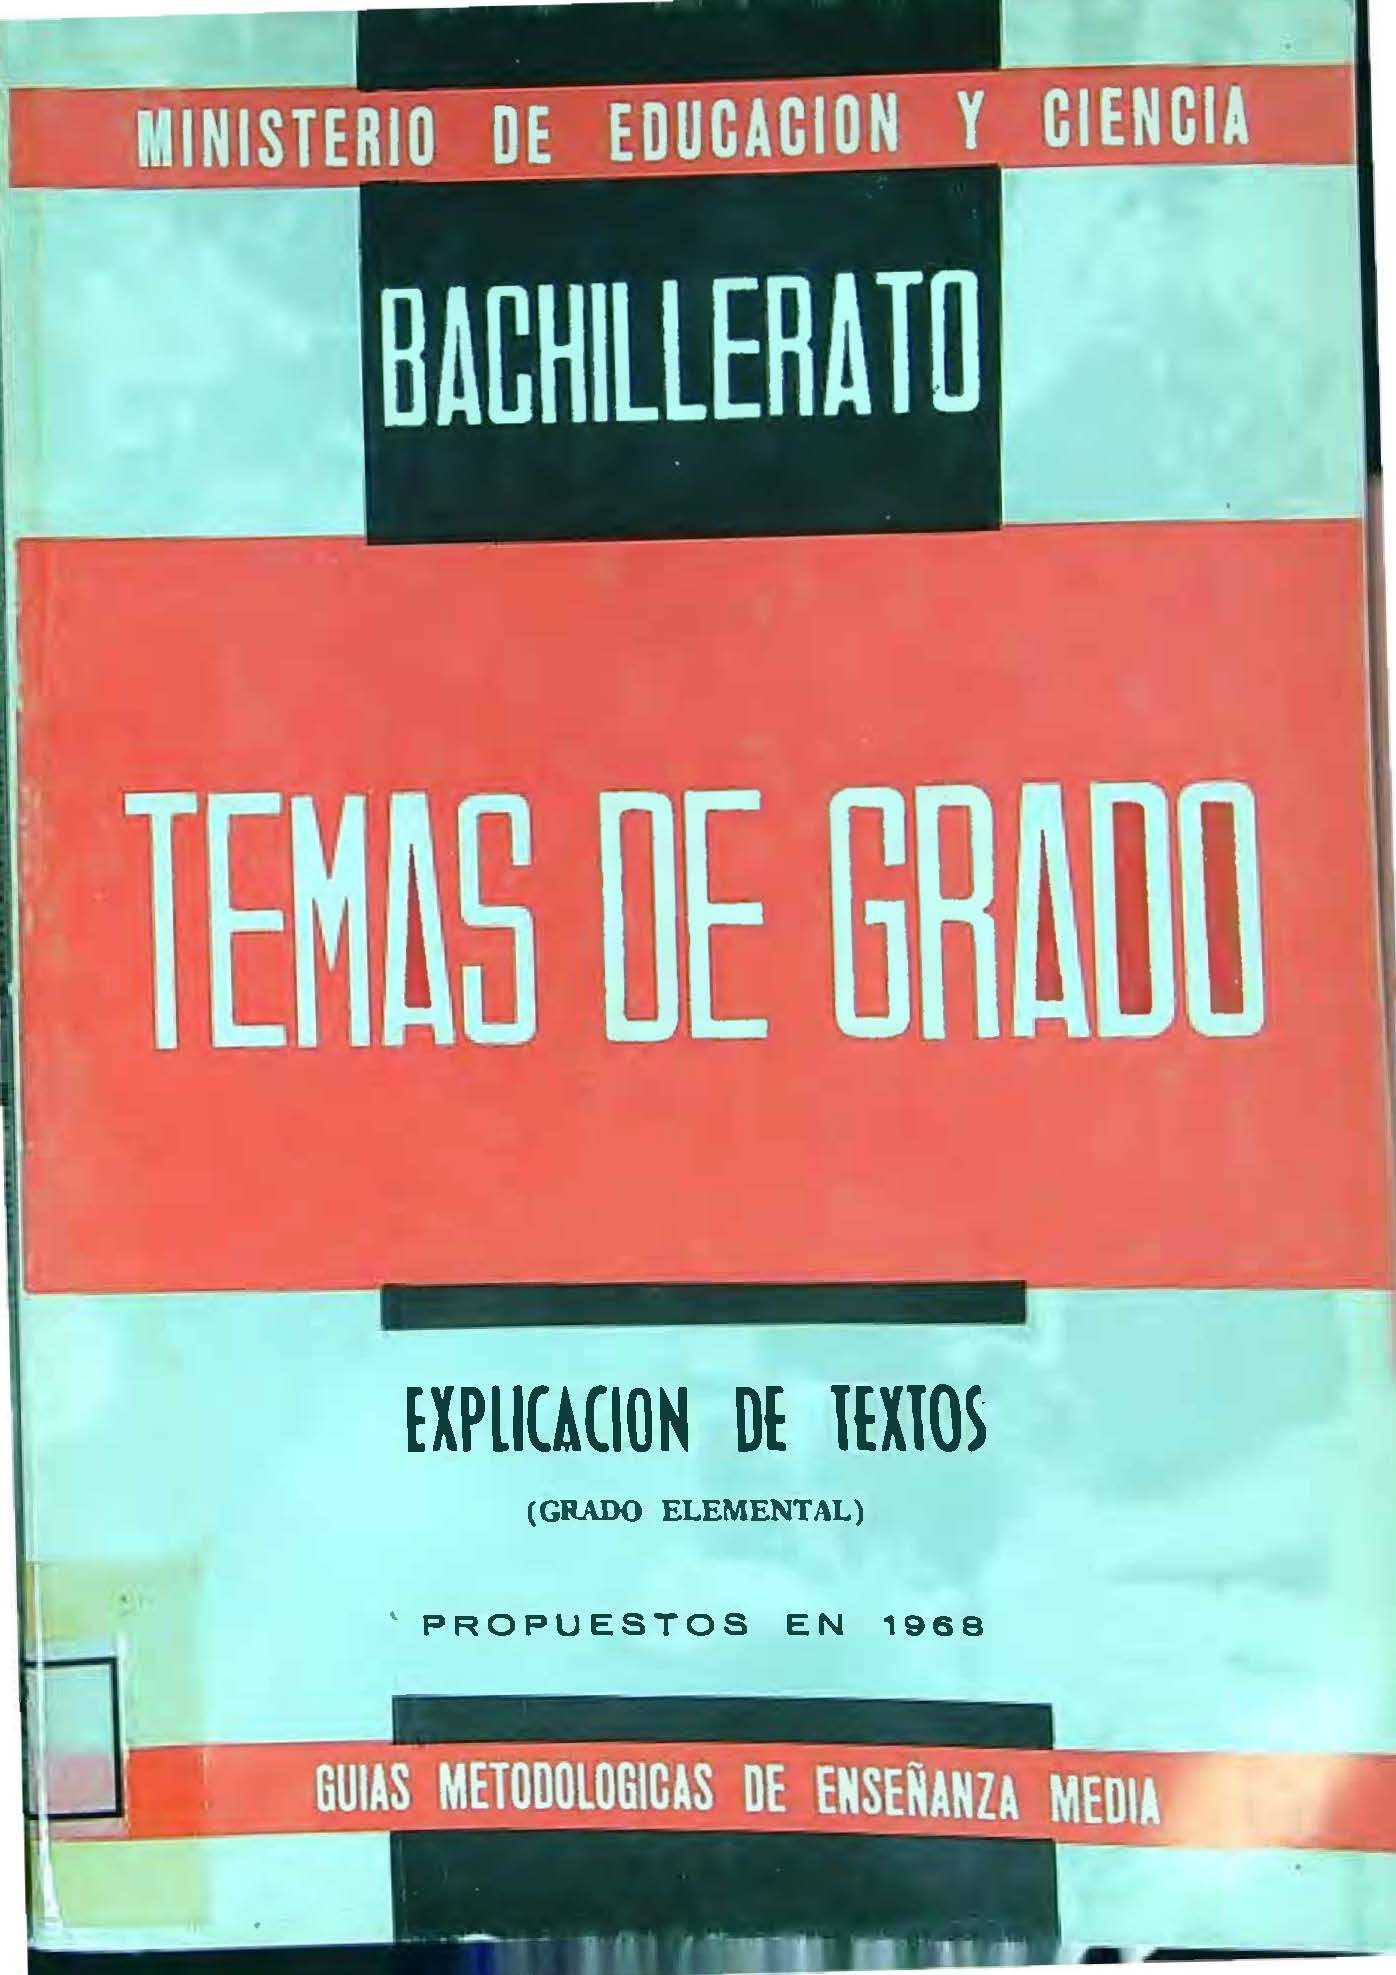 MINISTERIO DE EDUCACION Y CIENCIA
BACHILLERATO
TEMAS DE GRADO
EXPLICACION DE TEXTOS
(GRADO ELEMENTAL)
PROPUESTOS EN 1968
GUIAS METODOLOGICAS DE ENSEÑANZA MEDIA